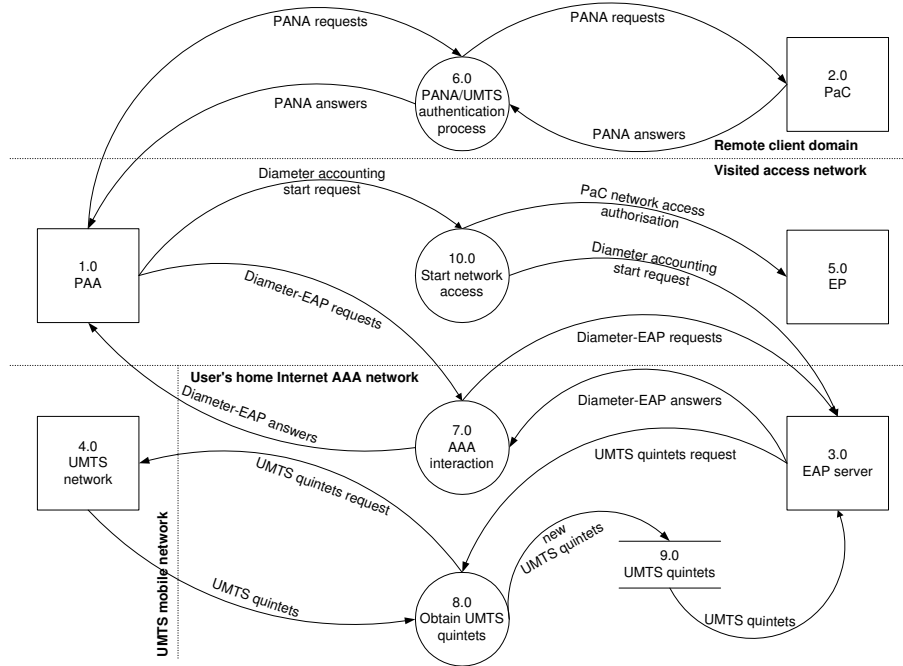 PANA requests
PANA requests
6.0
PANA/UMTS
authentication
process
2.0
PaC
PANA answers
PANA answers
Remote client domain
Visited access network
Diameter accounting
start request
PaC network access
authorisation
1.0
PAA
10.0
Start network
access
Diameter accounting
start request
5.0
EP
Diameter-EAP requests
Diameter-EAP requests
User's home Internet AAA network
Diameter-EAP answers
Diameter-EAP answers
4.0
UMTS
network
7.0
AAA
interaction
UMTS quintets request
UMTS quintets request
3.0
EAP server
new
UMTS quintets
9.0
UMTS quintets
UMTS quintets
8.0
Obtain UMTS
quintets
UMTS quintets
UMTS mobile network